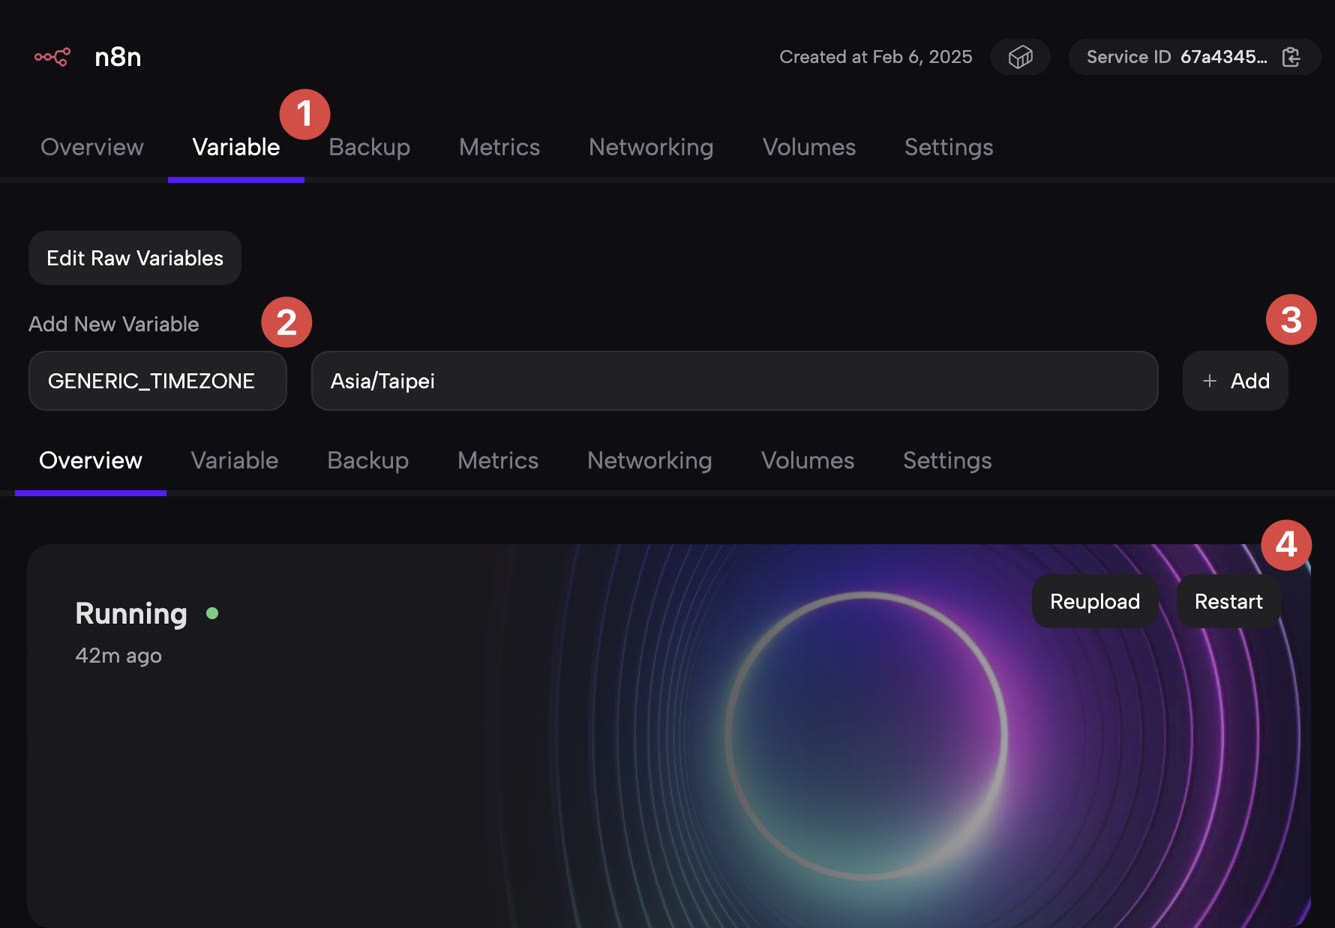 n8n
Created at Feb 6, 2025
Service ID 67a4345...
1
Overview Variable Backup Metrics Networking Volumes Settings
Edit Raw Variables
Add New Variable
2
3
GENERIC_TIMEZONE Asia/Taipei + Add
Overview Variable Backup Metrics Networking Volumes Settings
4
Running
Reupload Restart
42m ago